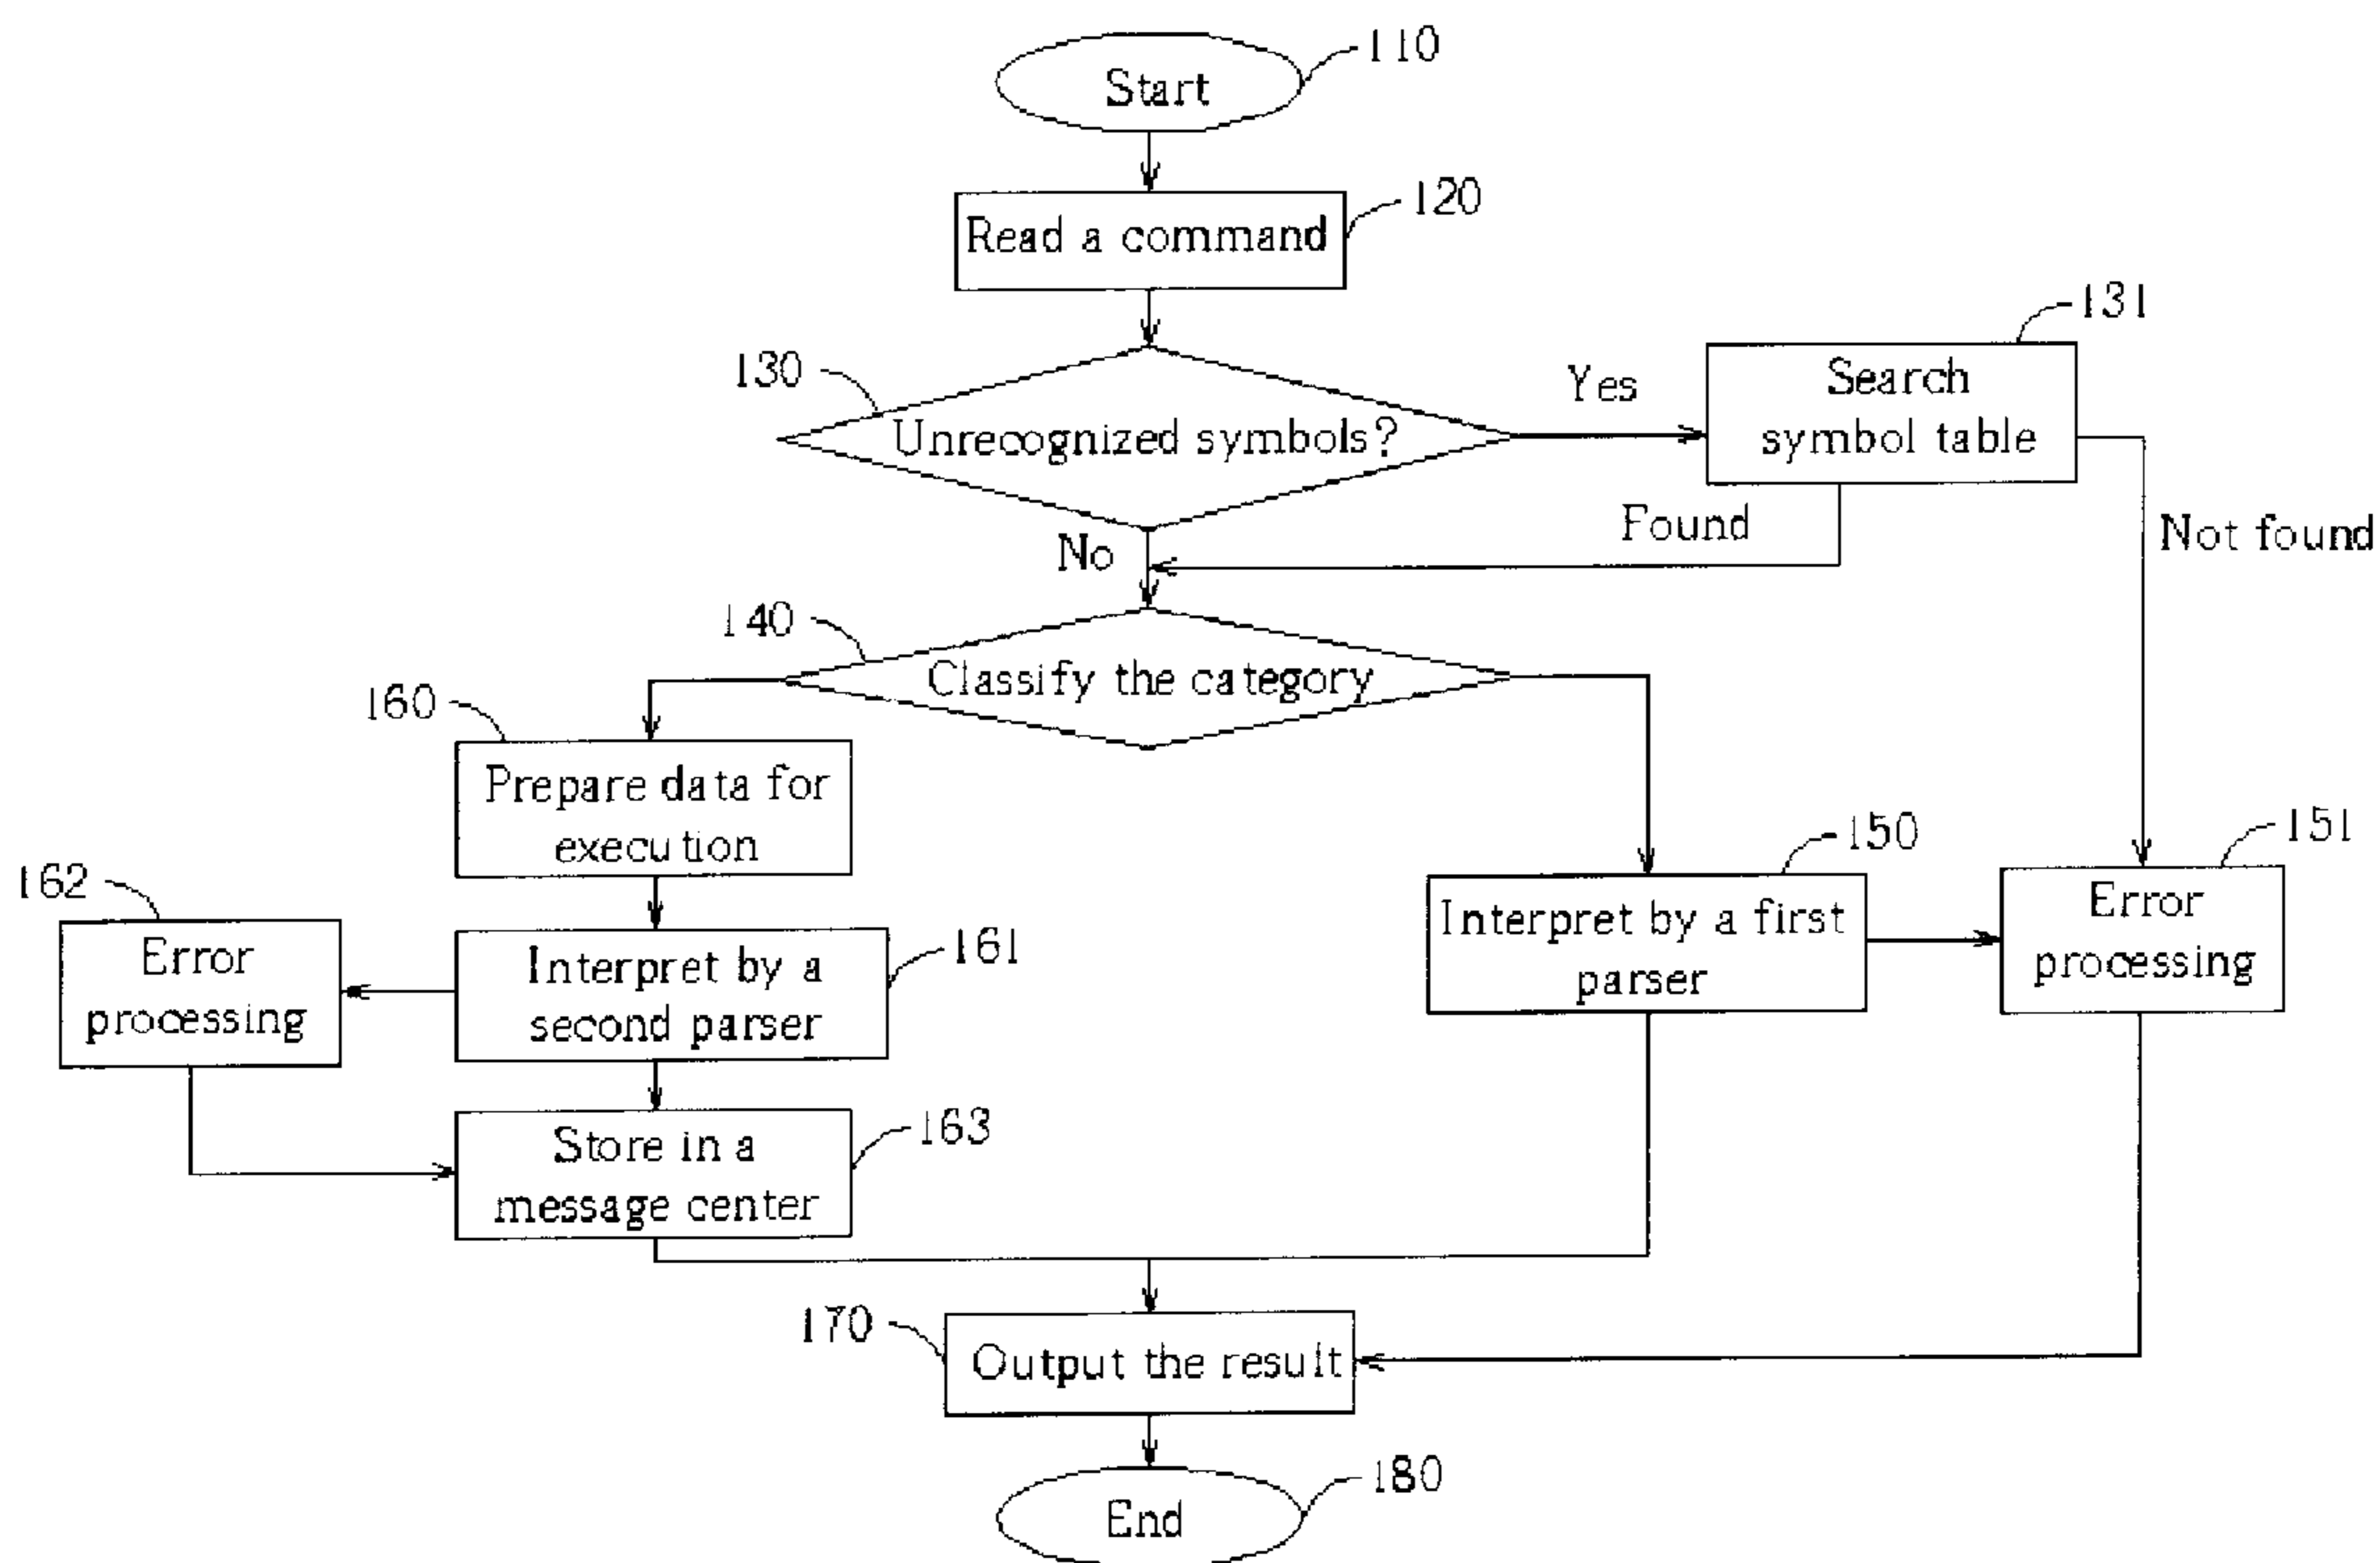 110
Start
120
Read a command
131
130
Yes
Search
symbol table
Unrecognized symbols?
Found
Not found
No
140
Classify the category
160
Prepare data for
execution
150
151
162
Interpret by a first
parser
Error
processing
Error
processing
161
Interpret by a
second parser
163
Store in a
message center
170
Output the result
180
End